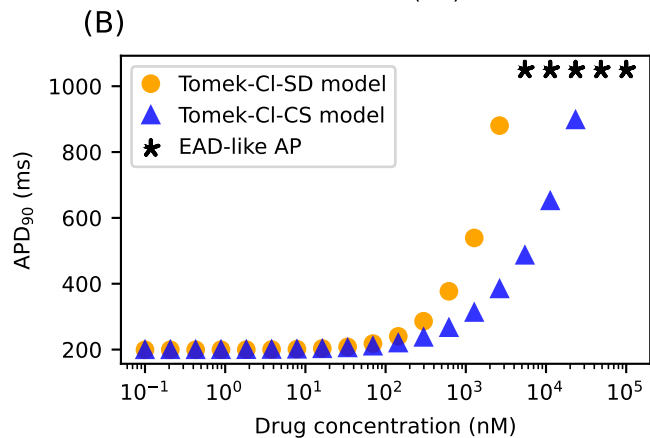 (B)
Tomek-Cl-SD model
Tomek-Cl-CS model
EAD-like AP
APD₉₀ (ms)
1000
800
600
400
200
10⁻¹ 10⁰ 10¹ 10² 10³ 10⁴ 10⁵
Drug concentration (nM)